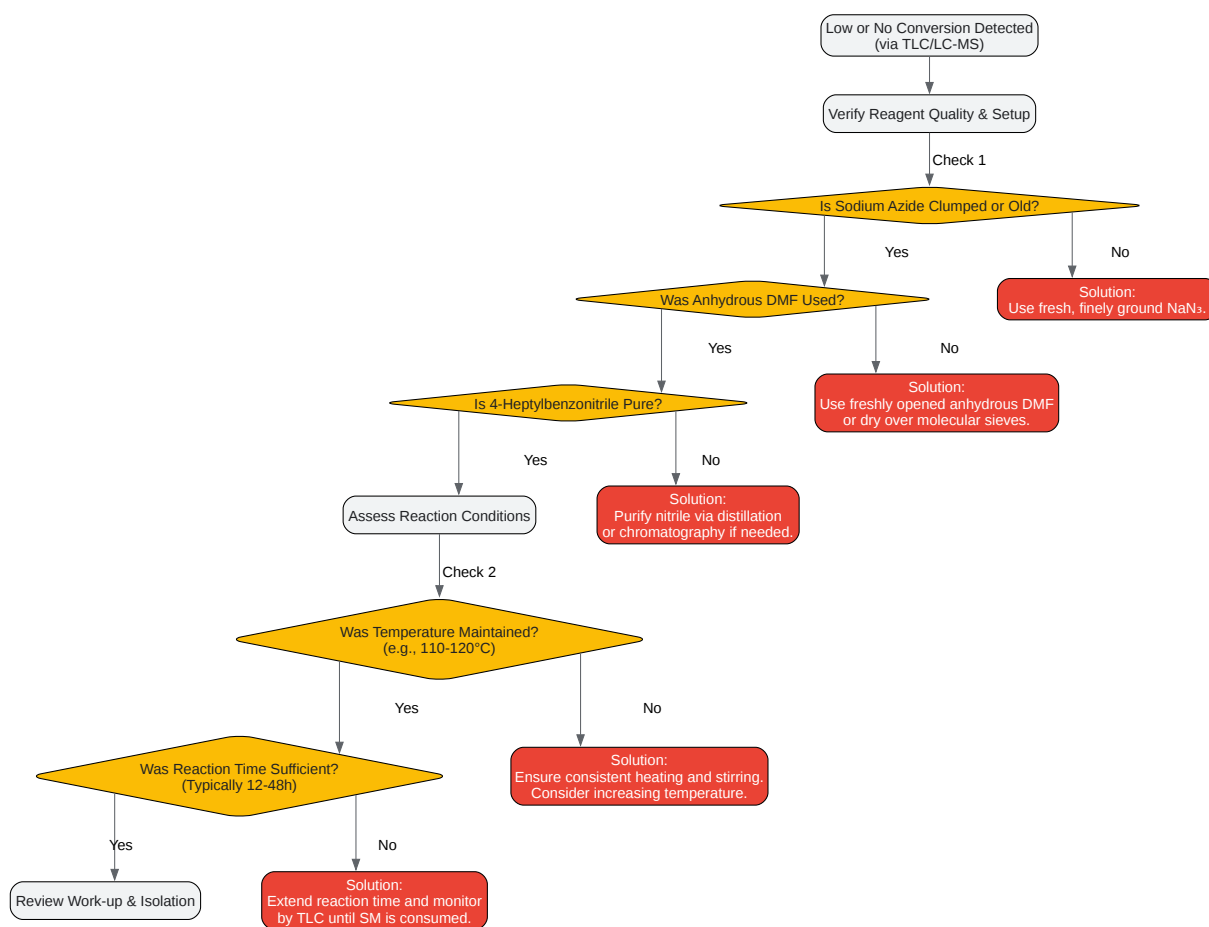 Low or No Conversion Detected
(via TLC/LC-MS)
Verify Reagent Quality & Setup
Check 1
Is Sodium Azide Clumped or Old?
Yes
No
Solution:
Use fresh, finely ground NaN₃.
Was Anhydrous DMF Used?
Yes
No
Solution:
Use freshly opened anhydrous DMF
or dry over molecular sieves.
Is 4-Heptylbenzonitrile Pure?
Yes
No
Solution:
Purify nitrile via distillation
or chromatography if needed.
Assess Reaction Conditions
Check 2
Was Temperature Maintained?
(e.g., 110-120°C)
Yes
No
Solution:
Ensure consistent heating and stirring.
Consider increasing temperature.
Was Reaction Time Sufficient?
(Typically 12-48h)
Yes
No
Review Work-up & Isolation
Solution:
Extend reaction time and monitor
by TLC until SM is consumed.